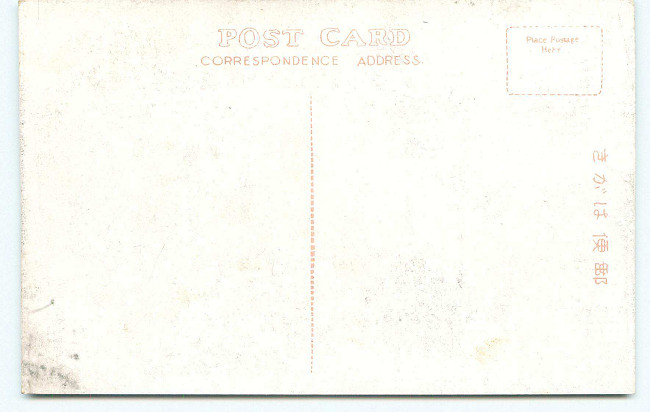 POST CARD
CORRESPONDENCE ADDRESS
Place Postage
Here
きがは便郵